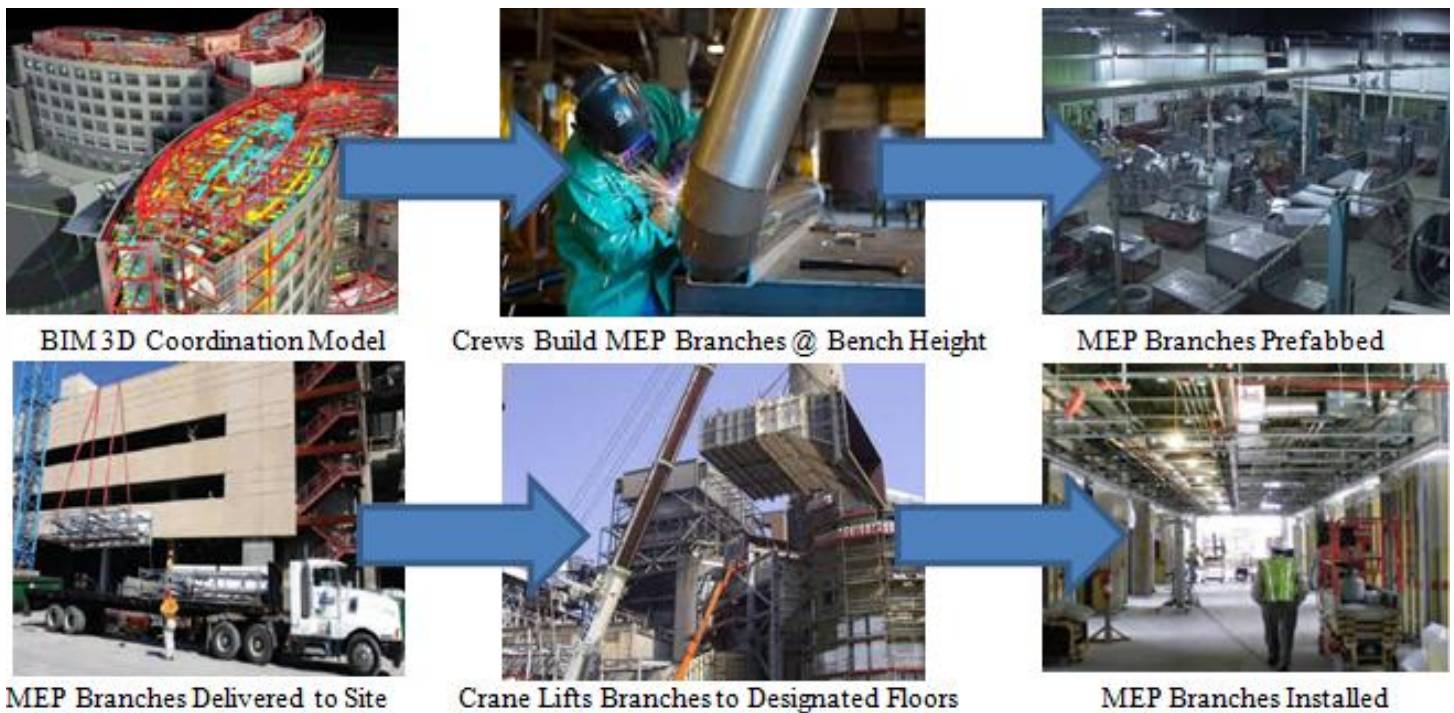 BIM 3D Coordination Model
Crews Build MEP Branches @ Bench Height
MEP Branches Prefabbed
MEP Branches Delivered to Site
Crane Lifts Branches to Designated Floors
MEP Branches Installed